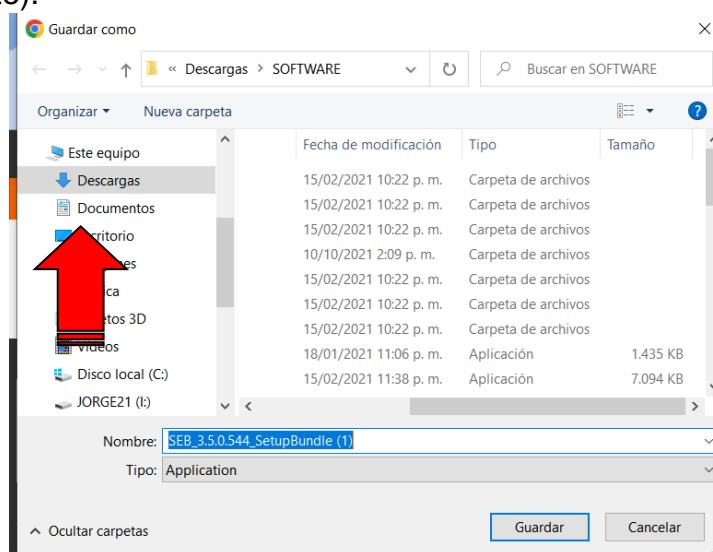 Guardar como
« Descargas > SOFTWARE
Buscar en SOFTWARE
Organizar
Nueva carpeta
?
Fecha de modificación Tipo Tamaño
Este equipo
Descargas
Documentos
Disco local (C:)
JORGE21 (I:)
15/02/2021 10:22 p. m. Carpeta de archivos
15/02/2021 10:22 p. m. Carpeta de archivos
15/02/2021 10:22 p. m. Carpeta de archivos
10/10/2021 2:09 p. m. Carpeta de archivos
15/02/2021 10:22 p. m. Carpeta de archivos
15/02/2021 10:22 p. m. Carpeta de archivos
15/02/2021 10:22 p. m. Carpeta de archivos
18/01/2021 11:06 p. m. Aplicación 1.435 KB
15/02/2021 11:38 p. m. Aplicación 7.094 KB
Nombre: SEB_3.5.0.544_SetupBundle (1)
Tipo: Application
Ocultar carpetas
Guardar
Cancelar